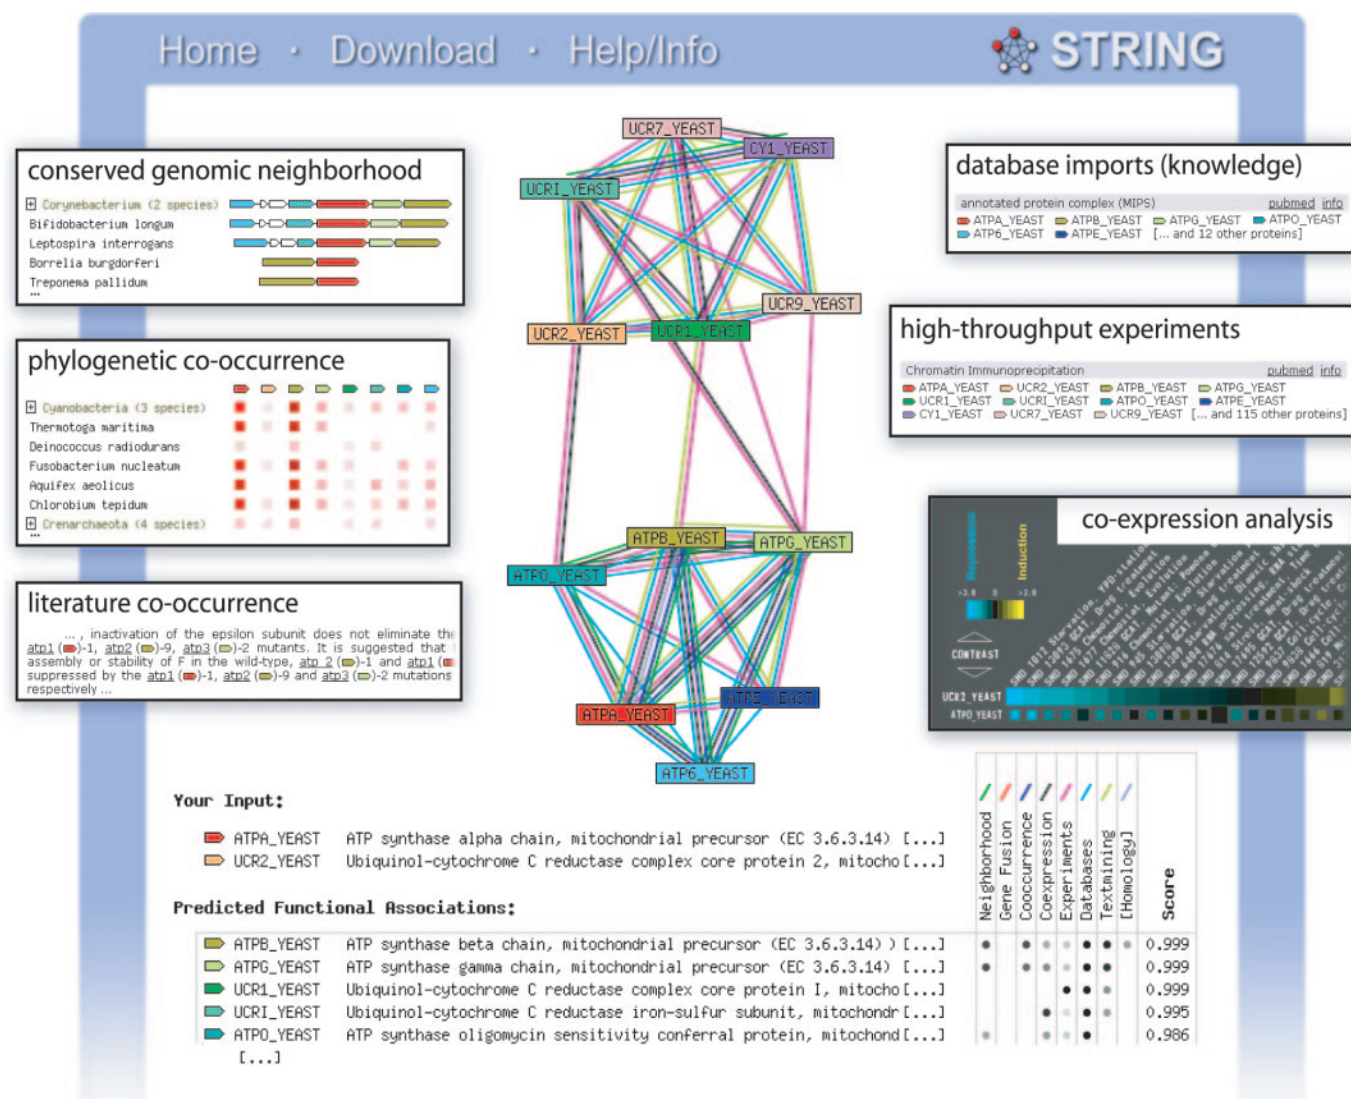 Home · Download · Help/Info
STRING
conserved genomic neighborhood
Corynebacterium (2 species)
Bifidobacterium longum
Leptospira interrogans
Borrelia burgdorferi
Treponema pallidum
...
phylogenetic co-occurrence
Cyanobacteria (3 species)
Thermotoga maritima
Deinococcus radiodurans
Fusobacterium nucleatum
Aquifex aeolicus
Chlorobium tepidum
Crenarchaeota (4 species)
...
literature co-occurrence
... , inactivation of the epsilon subunit does not eliminate the
atp1 ( )-1, atp2 ( )-9, atp3 ( )-2 mutants. It is suggested that
assembly or stability of F in the wild-type, atp 2 ( )-1 and atp1 (
suppressed by the atp1 ( )-1, atp2 ( )-9 and atp3 ( )-2 mutations
respectively ...
UCR7_YEAST
CY1_YEAST
UCRI_YEAST
UCR9_YEAST
UCR2_YEAST
UCR1_YEAST
ATPB_YEAST
ATPG_YEAST
ATPO_YEAST
ATPE_YEAST
ATPA_YEAST
ATP6_YEAST
database imports (knowledge)
annotated protein complex (MIPS) pubmed info
ATPA_YEAST ATPB_YEAST ATPG_YEAST ATPO_YEAST
ATP6_YEAST ATPE_YEAST [... and 12 other proteins]
high-throughput experiments
Chromatin Immunoprecipitation pubmed info
ATPA_YEAST UCR2_YEAST ATPB_YEAST ATPG_YEAST
UCR1_YEAST UCRI_YEAST ATPO_YEAST ATPE_YEAST
CY1_YEAST UCR7_YEAST UCR9_YEAST [... and 115 other proteins]
co-expression analysis
Repression
Induction
>3.0 0 >3.0
CONTRAST
UCR2_YEAST
ATPO_YEAST
Your Input:
ATPA_YEAST ATP synthase alpha chain, mitochondrial precursor (EC 3.6.3.14) [...]
UCR2_YEAST Ubiquinol-cytochrome C reductase complex core protein 2, mitocho[...]
Neighborhood
Gene Fusion
Cooccurrence
Coexpression
Experiments
Databases
Textmining
[Homology]
Score
Predicted Functional Associations:
ATPB_YEAST ATP synthase beta chain, mitochondrial precursor (EC 3.6.3.14) ) [...] 0.999
ATPG_YEAST ATP synthase gamma chain, mitochondrial precursor (EC 3.6.3.14) [...] 0.999
UCR1_YEAST Ubiquinol-cytochrome C reductase complex core protein I, mitocho[...] 0.999
UCRI_YEAST Ubiquinol-cytochrome C reductase iron-sulfur subunit, mitochondr[...] 0.995
ATPO_YEAST ATP synthase oligomycin sensitivity conferral protein, mitochond[...] 0.986
[...]